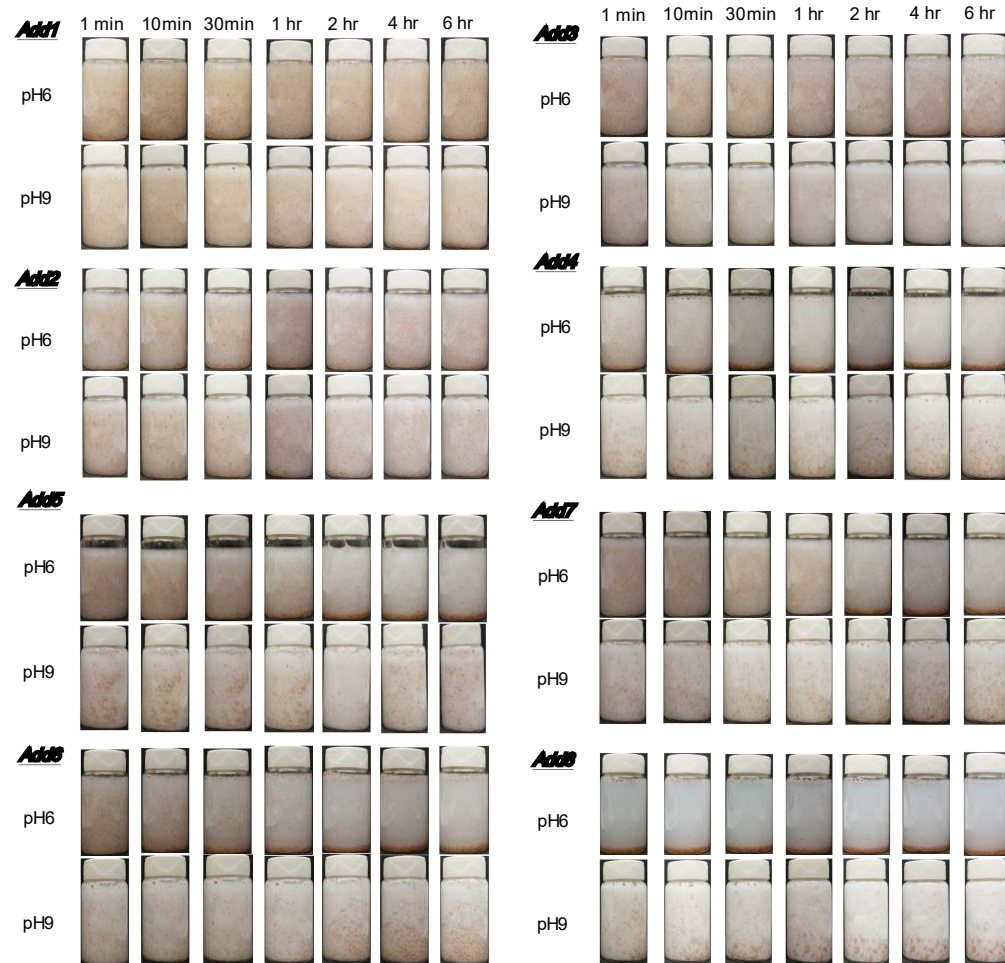 Add1 1 min 10min 30min 1 hr 2 hr 4 hr 6 hr
pH6
pH9
Add2
pH6
pH9
Add5
pH6
pH9
Add6
pH6
pH9
Add3 1 min 10min 30min 1 hr 2 hr 4 hr 6 hr
pH6
pH9
Add4
pH6
pH9
Add7
pH6
pH9
Add8
pH6
pH9